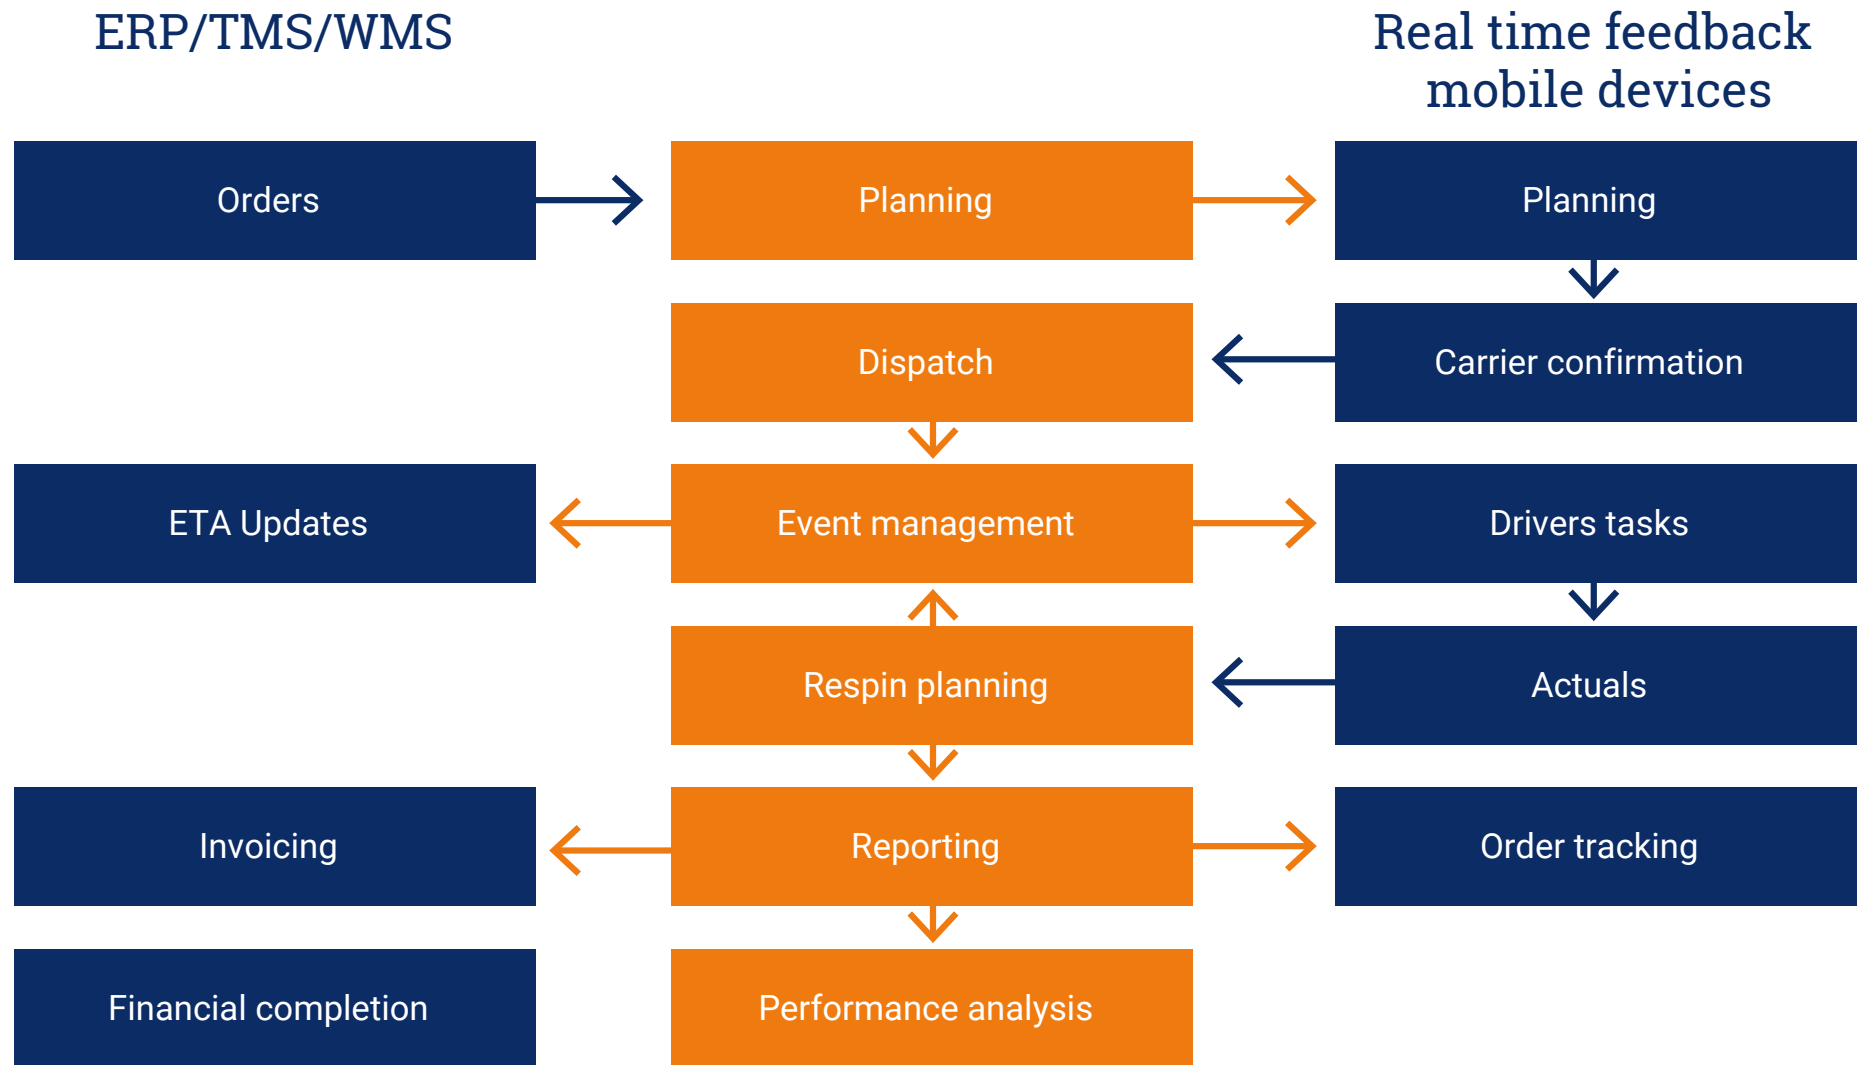 ERP/TMS/WMS
Real time feedback
mobile devices
Orders
Planning
Planning
Dispatch
Carrier confirmation
ETA Updates
Event management
Drivers tasks
Respin planning
Actuals
Invoicing
Reporting
Order tracking
Financial completion
Performance analysis